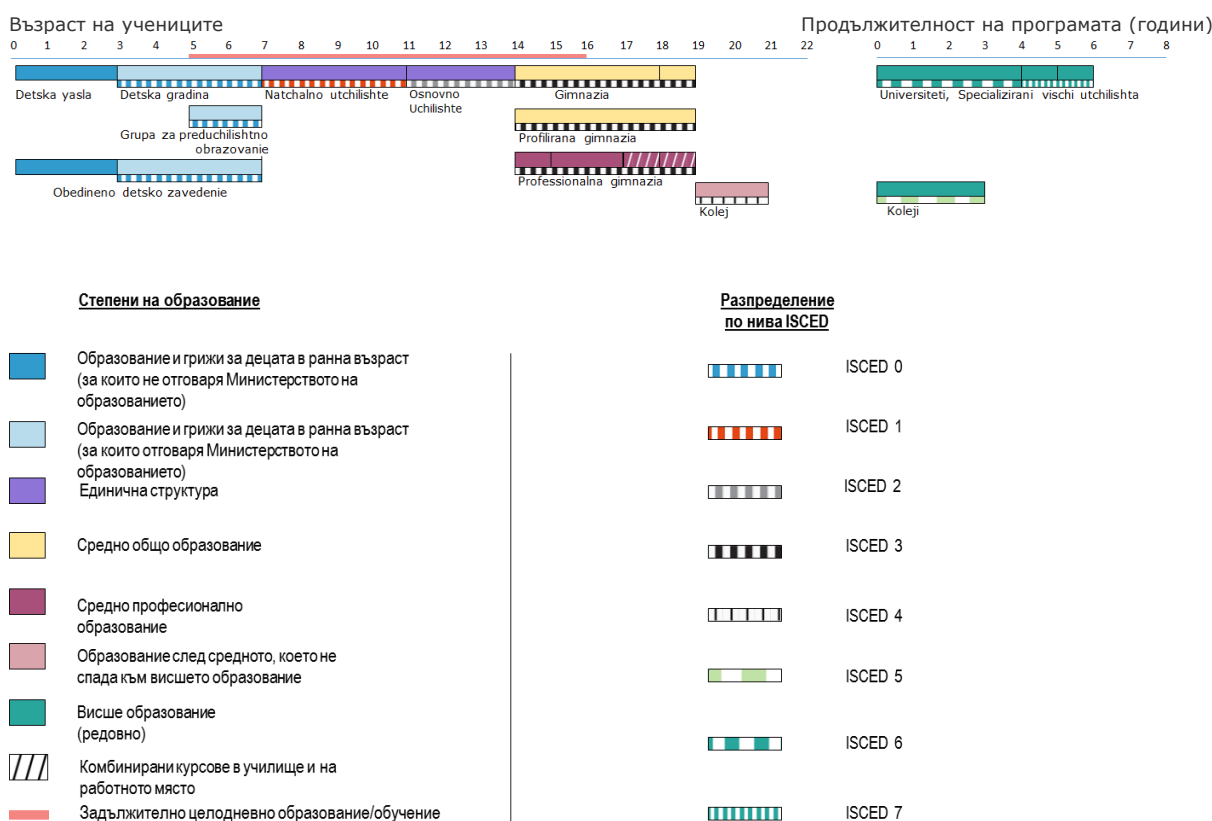 Възраст на учениците
Продължителност на програмата (години)
0 1 2 3 4 5 6 7 8 9 10 11 12 13 14 15 16 17 18 19 20 21 22
0 1 2 3 4 5 6 7 8
Detska yasla
Detska gradina
Natchalno utchilishte
Osnovno
Uchilishte
Gimnazia
Universiteti, Specializirani vischi utchilishta
Grupa za preduchilishtno
obrazovanie
Profilirana gimnazia
Obedineno detsko zavedenie
Professionalna gimnazia
Kolej
Koleji
Степени на образование
Разпределение
по нива ISCED
Образование и грижи за децата в ранна възраст
(за които не отговаря Министерството на
образованието)
Образование и грижи за децата в ранна възраст
(за които отговаря Министерството на
образованието)
Единична структура
Средно общо образование
Средно професионално
образование
Образование след средното, което не
спада към висшето образование
Висше образование
(редовно)
Комбинирани курсове в училище и на
работното място
Задължително целодневно образование/обучение
ISCED 0
ISCED 1
ISCED 2
ISCED 3
ISCED 4
ISCED 5
ISCED 6
ISCED 7